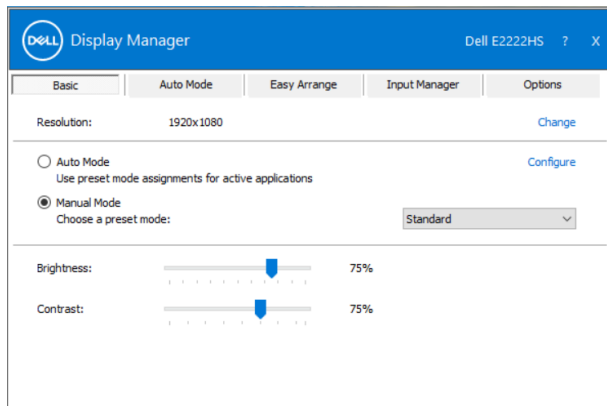 DELL Display Manager Dell E2222HS ? X
Basic Auto Mode Easy Arrange Input Manager Options
Resolution: 1920x1080 Change
Auto Mode Configure
Use preset mode assignments for active applications
Manual Mode
Choose a preset mode: Standard
Brightness: 75%
Contrast: 75%